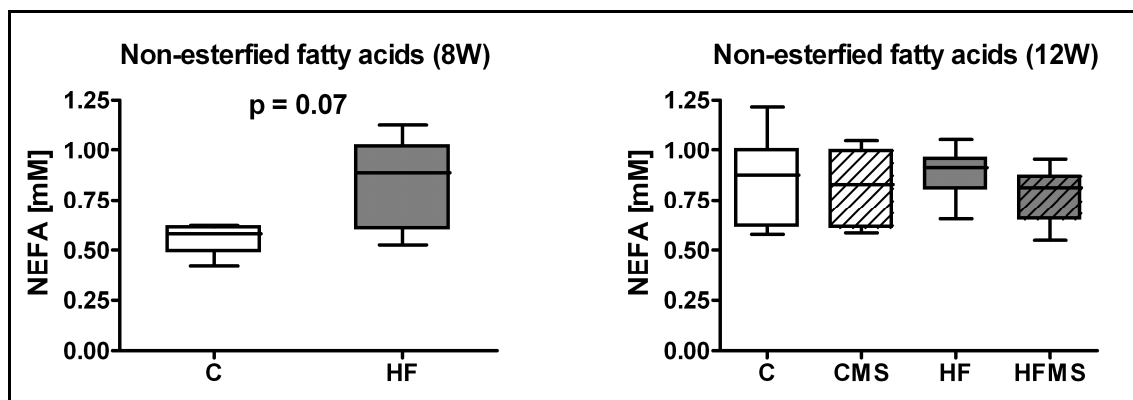 Non-esterfied fatty acids (8W)
p = 0.07
NEFA [mM]
1.25
1.00
0.75
0.50
0.25
0.00
C HF
Non-esterfied fatty acids (12W)
NEFA [mM]
1.25
1.00
0.75
0.50
0.25
0.00
C CMS HF HFMS